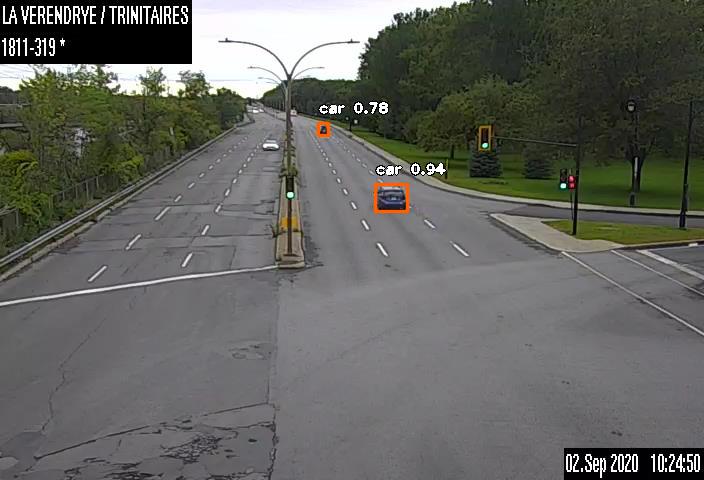 LA VERENDRYE / TRINITAIRES
1811-319 *
car 0.78
car 0.94
02.Sep 2020 10:24:50